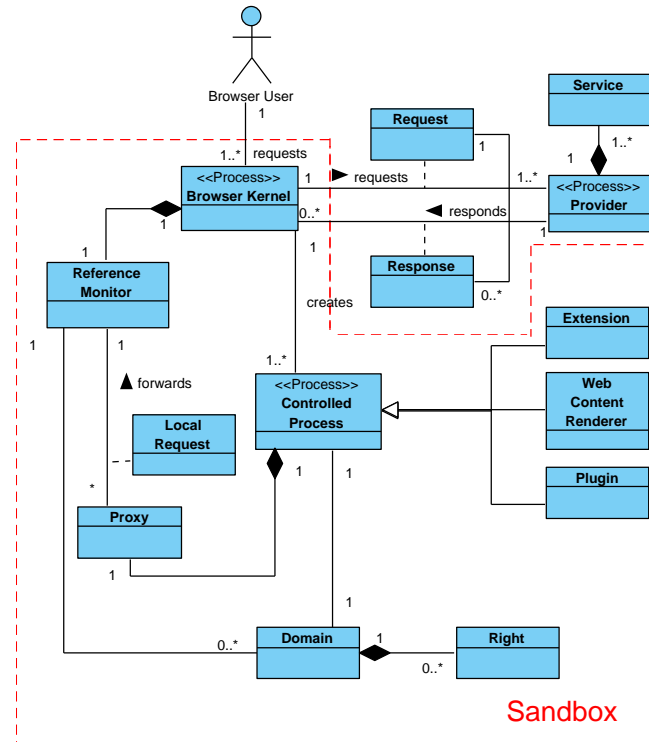 Browser User
1
1..*
requests
<<Process>>
Browser Kernel
1
requests
1..*
0..*
responds
1
Request
1
Response
0..*
Service
1..*
1
<<Process>>
Provider
1
1
Reference
Monitor
1
1
1
creates
1..*
forwards
Local
Request
*
Proxy
1
<<Process>>
Controlled
Process
1
1
Extension
Web
Content
Renderer
Plugin
1
Domain
0..*
1
0..*
Right
Sandbox